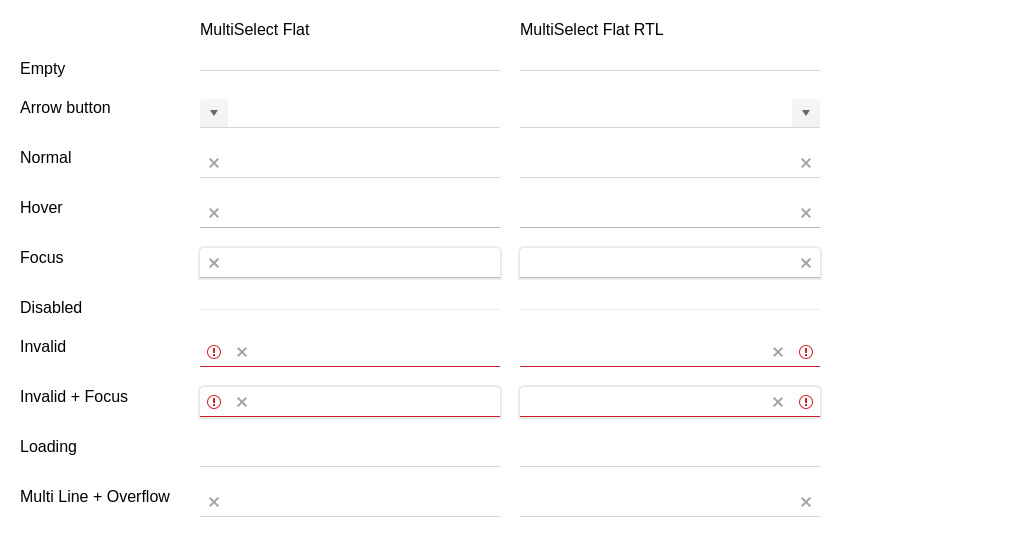 MultiSelect Flat
MultiSelect Flat RTL
Empty
Arrow button
Normal
Hover
Focus
Disabled
Invalid
Invalid + Focus
Loading
Multi Line + Overflow